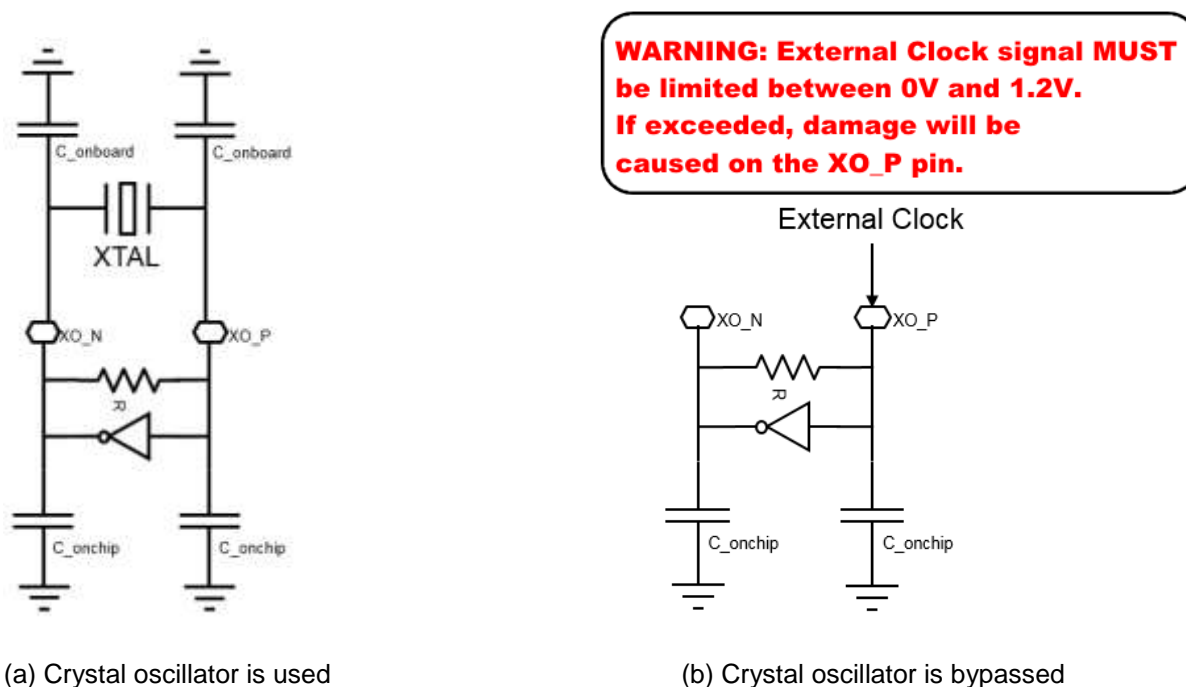 WARNING: External Clock signal MUST
be limited between 0V and 1.2V.
If exceeded, damage will be
caused on the XO_P pin.
C_onboard
C_onboard
XTAL
External Clock
XO_N
XO_P
XO_N
XO_P
R
R
C_onchip
C_onchip
C_onchip
C_onchip
(a) Crystal oscillator is used
(b) Crystal oscillator is bypassed